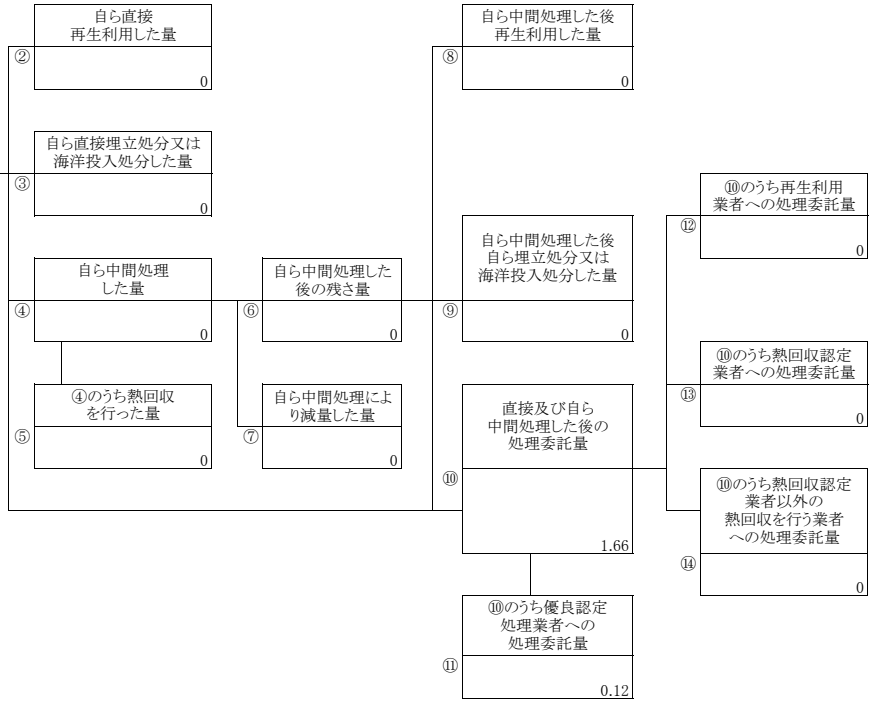 自ら直接
再生利用した量
②
0
自ら直接埋立処分又は
海洋投入処分した量
③
0
自ら中間処理
した量
④
0
④のうち熱回収
を行った量
⑤
0
自ら中間処理した
後の残さ量
⑥
0
自ら中間処理によ
り減量した量
⑦
0
自ら中間処理した後
再生利用した量
⑧
0
自ら中間処理した後
自ら埋立処分又は
海洋投入処分した量
⑨
0
直接及び自ら
中間処理した後の
処理委託量
⑩
1.66
⑩のうち優良認定
処理業者への
処理委託量
⑪
0.12
⑩のうち再生利用
業者への処理委託量
⑫
0
⑩のうち熱回収認定
業者への処理委託量
⑬
0
⑩のうち熱回収認定
業者以外の
熱回収を行う業者
への処理委託量
⑭
0